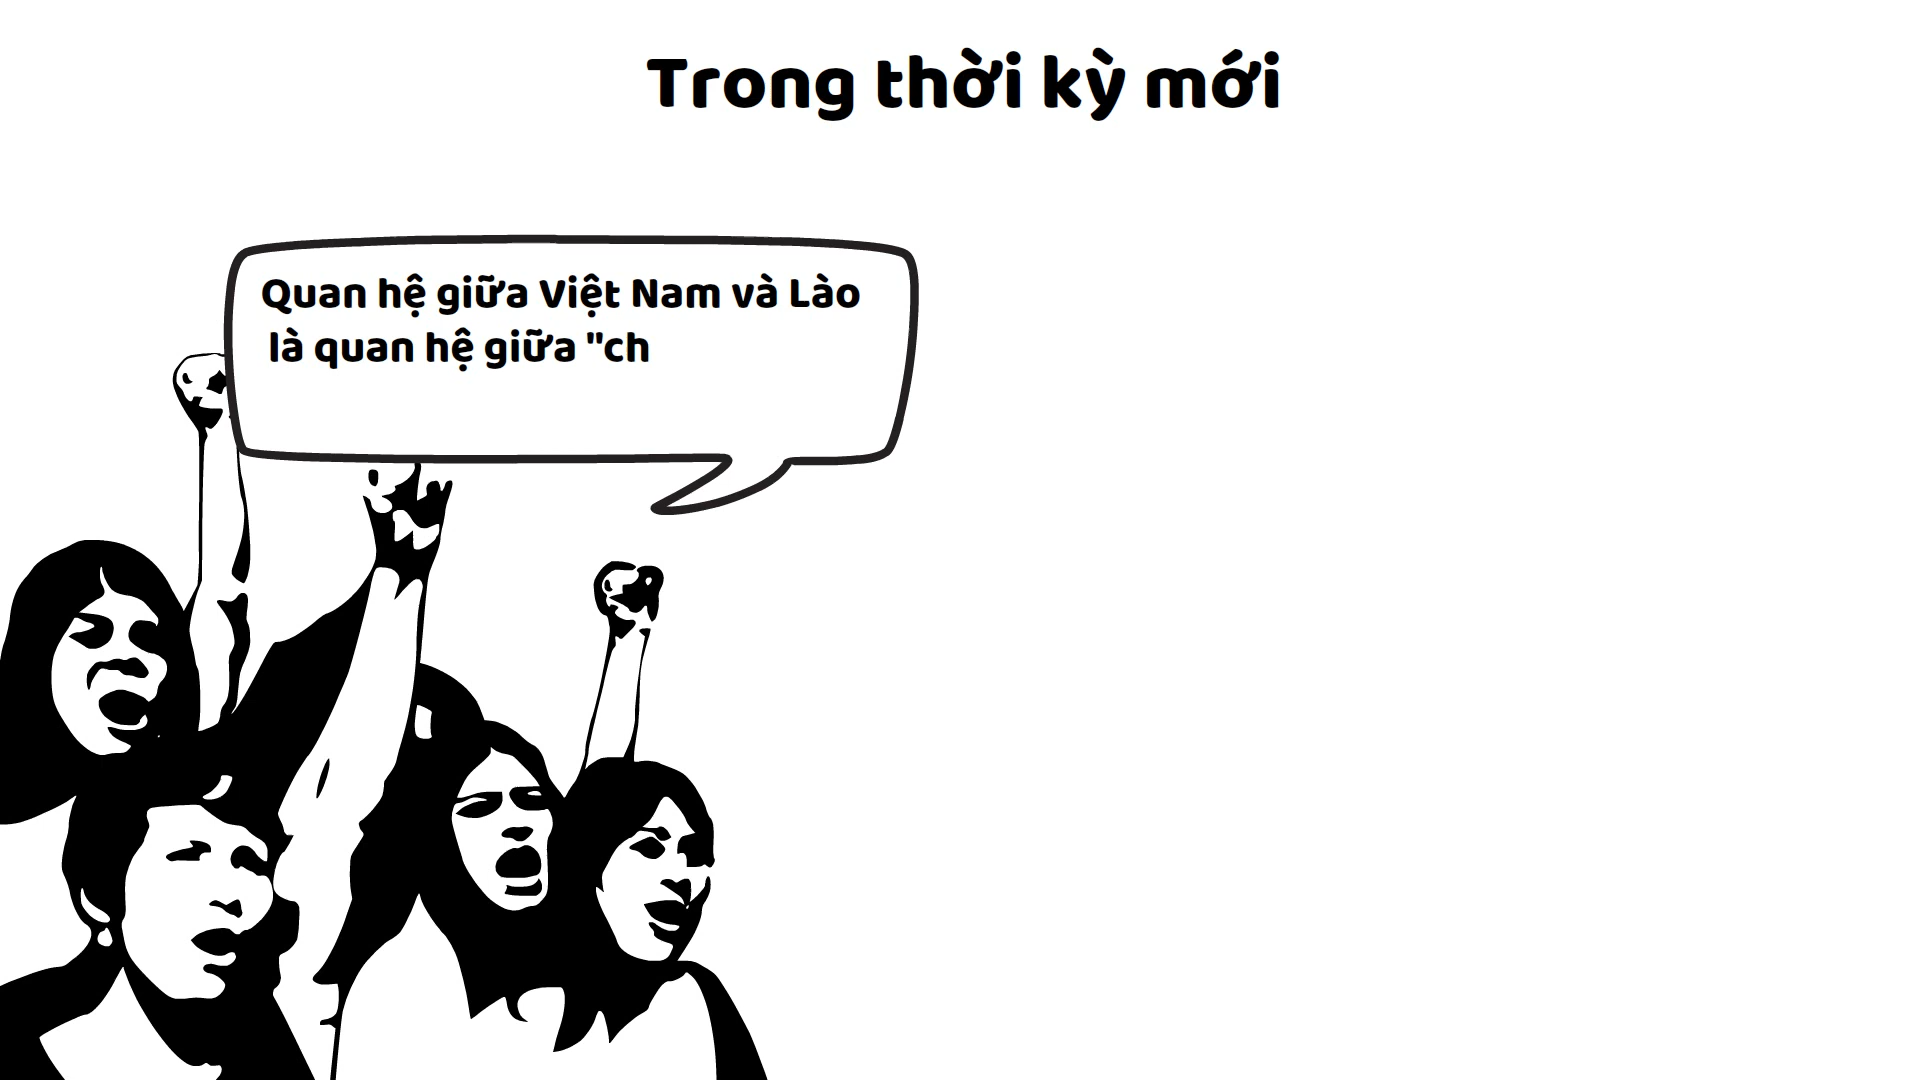 Trong thời kỳ mới
Quan hệ giữa Việt Nam và Lào
là quan hệ giữa "ch